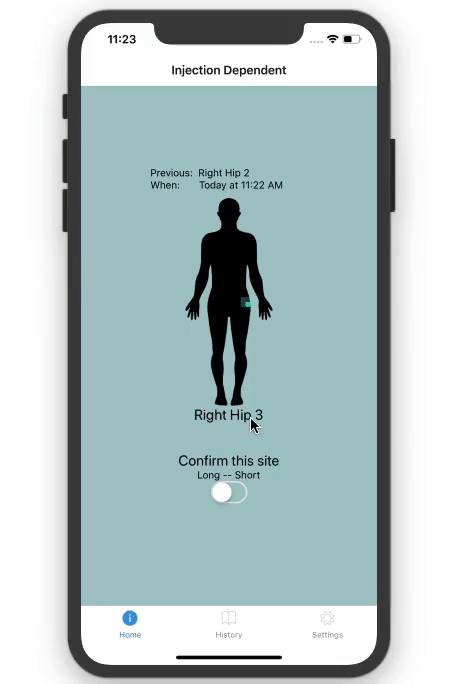 11:23
Injection Dependent
Previous: Right Hip 2
When: Today at 11:22 AM
Right Hip 3
Confirm this site
Long -- Short
Home
History
Settings